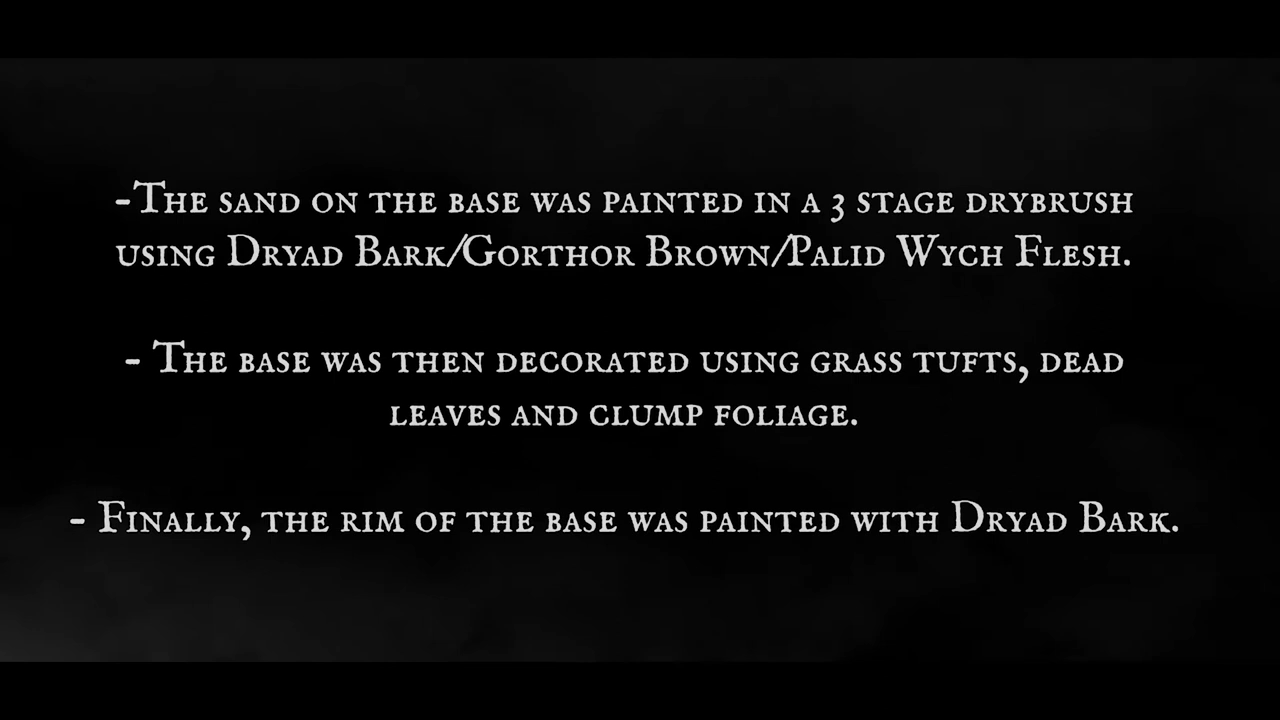 -The sand on the base was painted in a 3 stage drybrush
using Dryad Bark/Gorthor Brown/Palid Wych Flesh.
- The base was then decorated using grass tufts, dead
leaves and clump foliage.
- Finally, the rim of the base was painted with Dryad Bark.